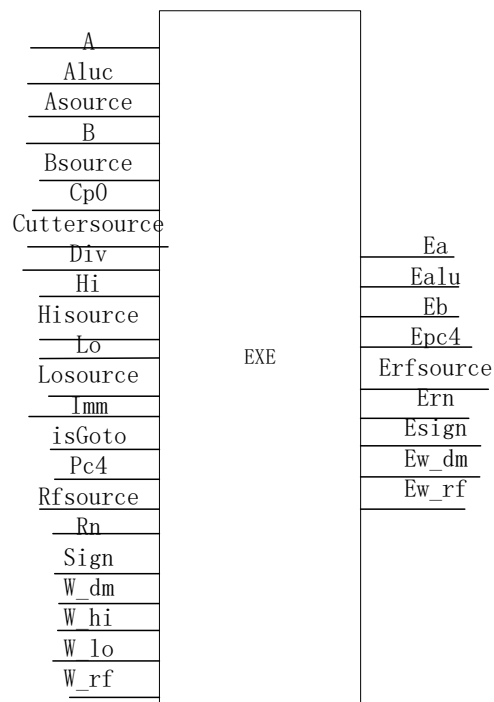 A
Aluc
Asource
B
Bsource
Cp0
Cuttersource
Div
Hi
Hisource
Lo
Losource
Imm
isGoto
Pc4
Rfsource
Rn
Sign
W_dm
W_hi
W_lo
W_rf
EXE
Ea
Ealu
Eb
Epc4
Erfsource
Ern
Esign
Ew_dm
Ew_rf